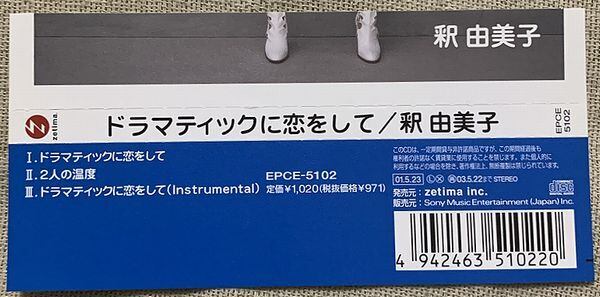 釈 由美子
zetima
ドラマティックに恋をして／釈 由美子
EPCE
5102
Ⅰ.ドラマティックに恋をして
Ⅱ.2人の温度
EPCE-5102
Ⅲ.ドラマティックに恋をして(Instrumental)
定価¥1,020(税抜価格¥971)
このCDは、一定期間貸与非許諾商品ですが、この期間経過後も
権利者の許諾なく賃貸業に使用することを禁じます。また個人的に
利用するなどの場合を除き、著作権法上、無断複製は禁じられています。
01.5.23 Ⓛ Ⓧ 03.5.22まで STEREO
発売元: zetima inc.
販売元: Sony Music Entertainment (Japan) Inc.
COMPACT disc
4 942463 510220